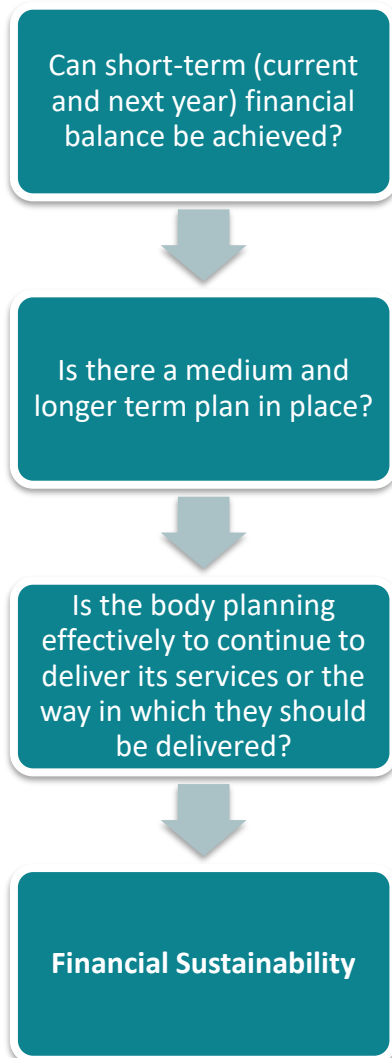 Can short-term (current
and next year) financial
balance be achieved?
Is there a medium and
longer term plan in place?
Is the body planning
effectively to continue to
deliver its services or the
way in which they should
be delivered?
Financial Sustainability